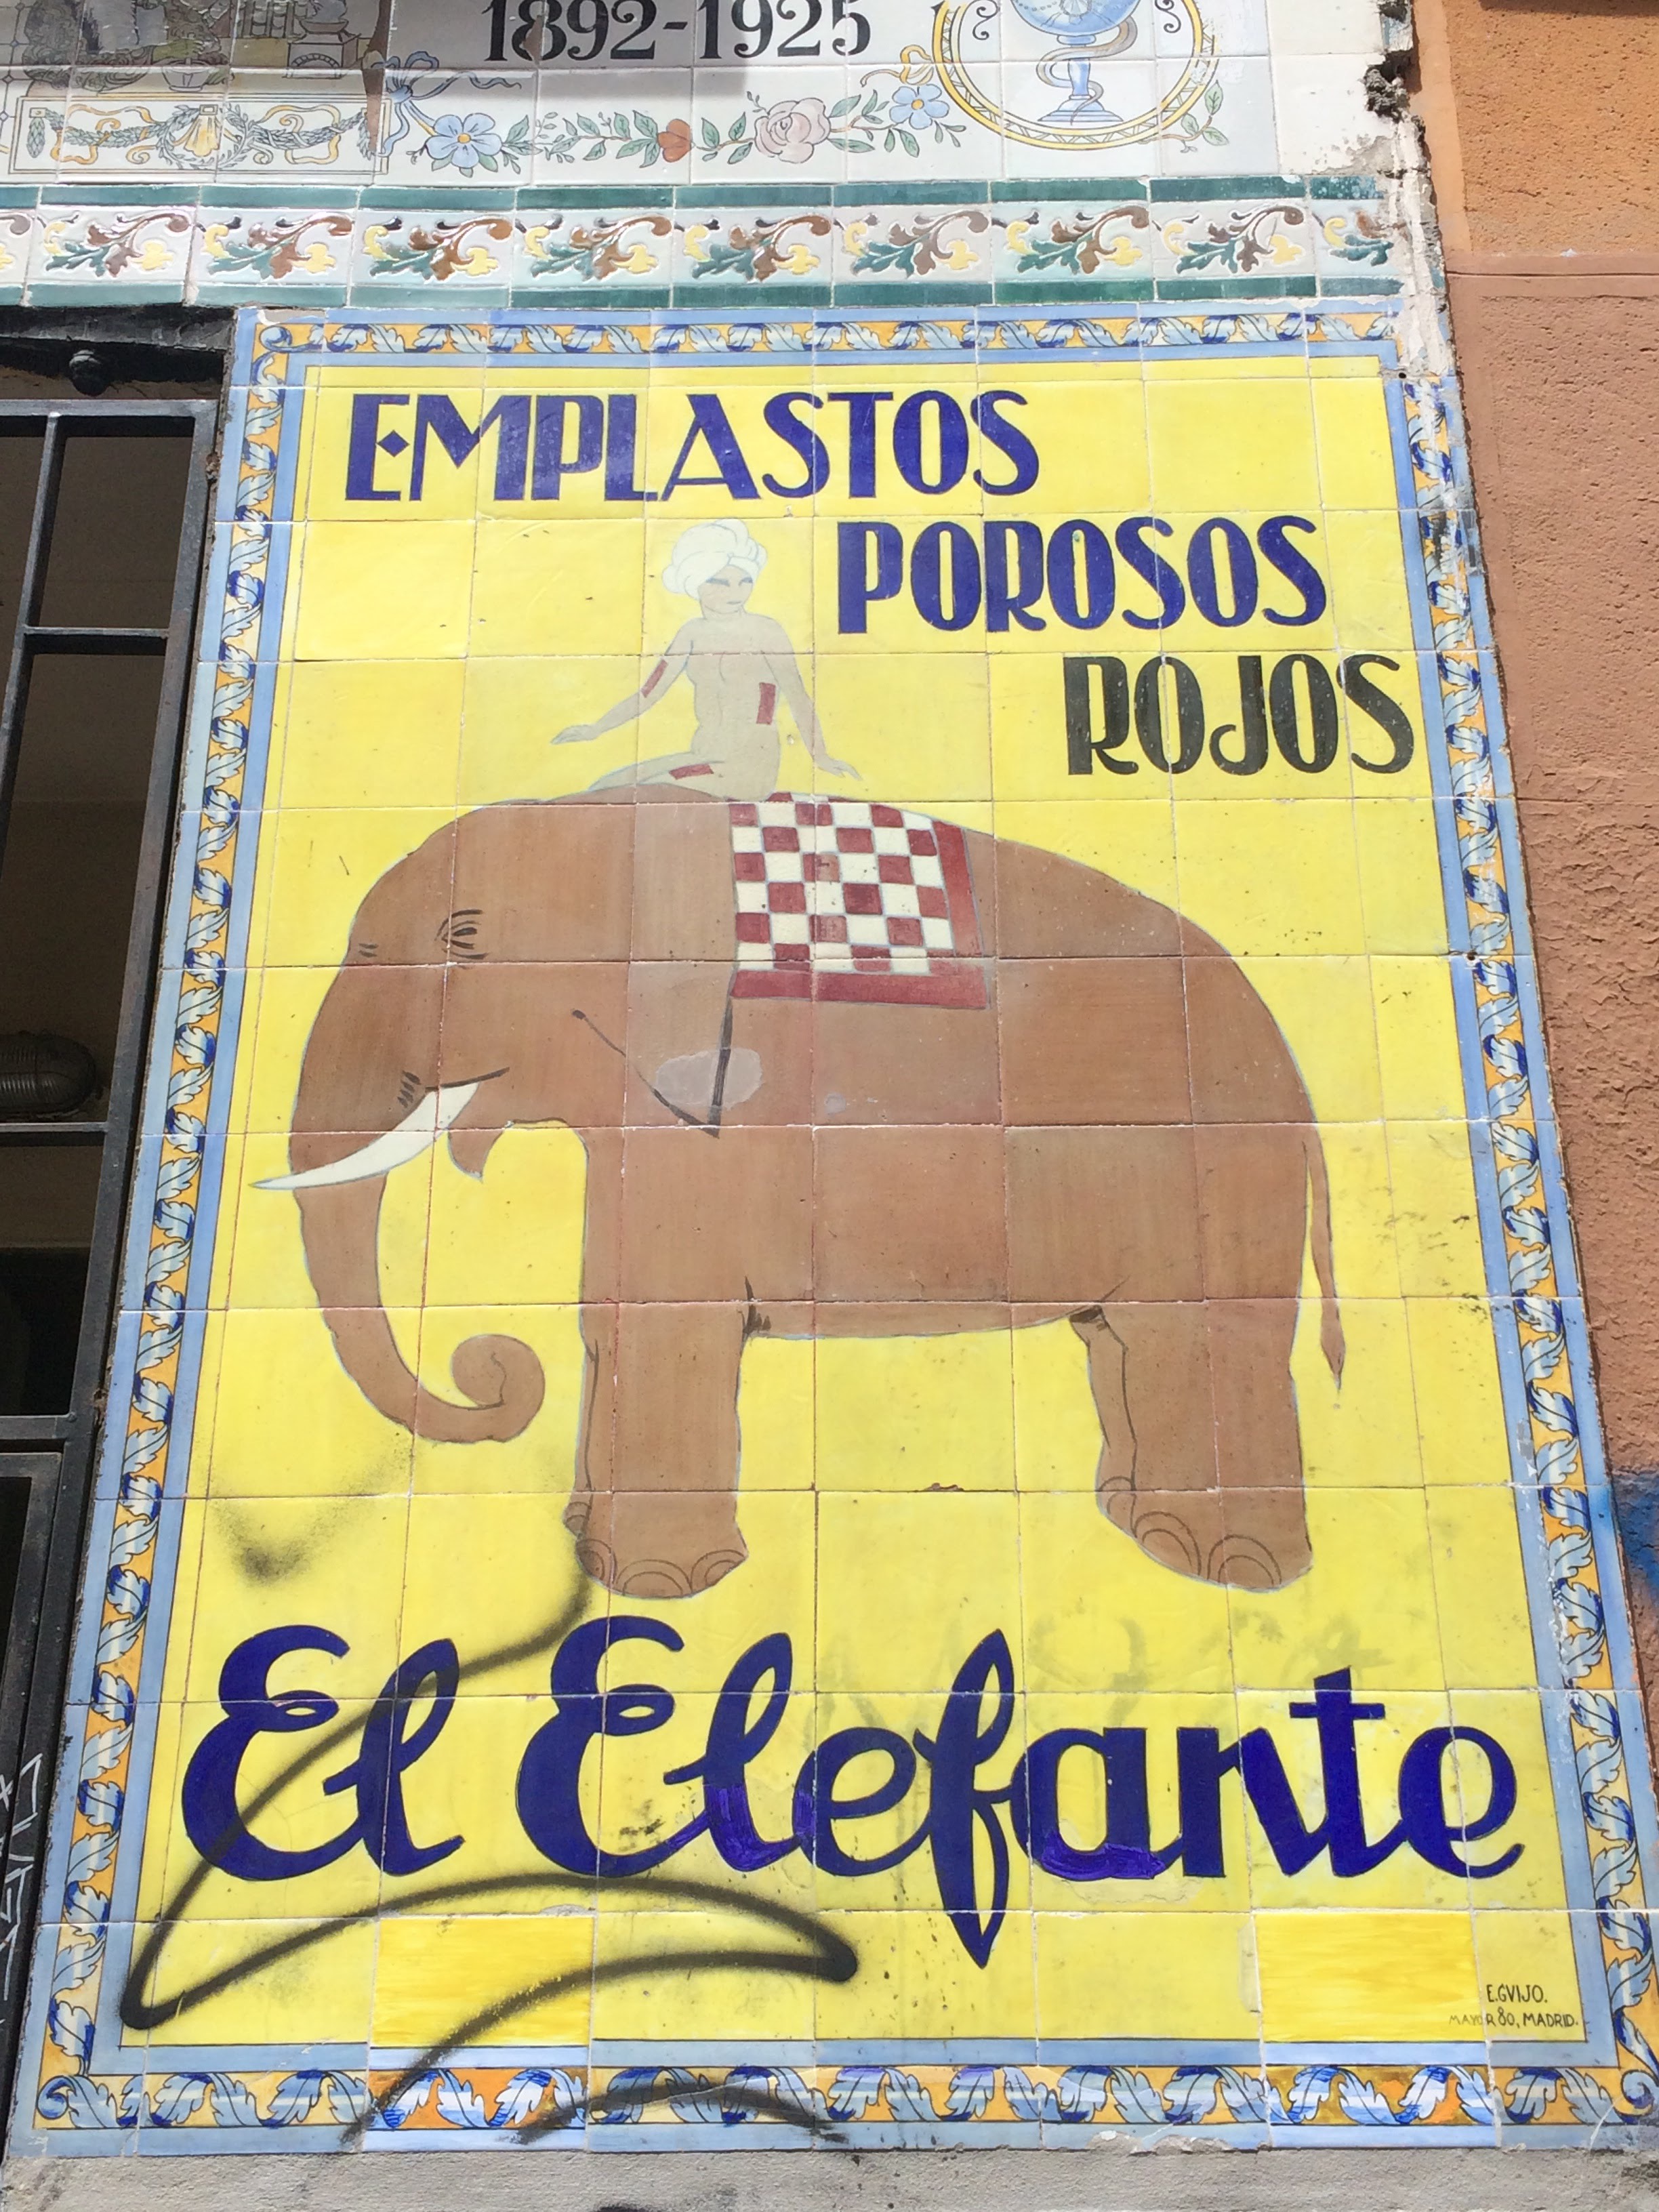 1892-1925
EMPLASTOS
POROSOS
ROJOS
El Elefante
E.GVIJO.
MAYOR 80, MADRID.